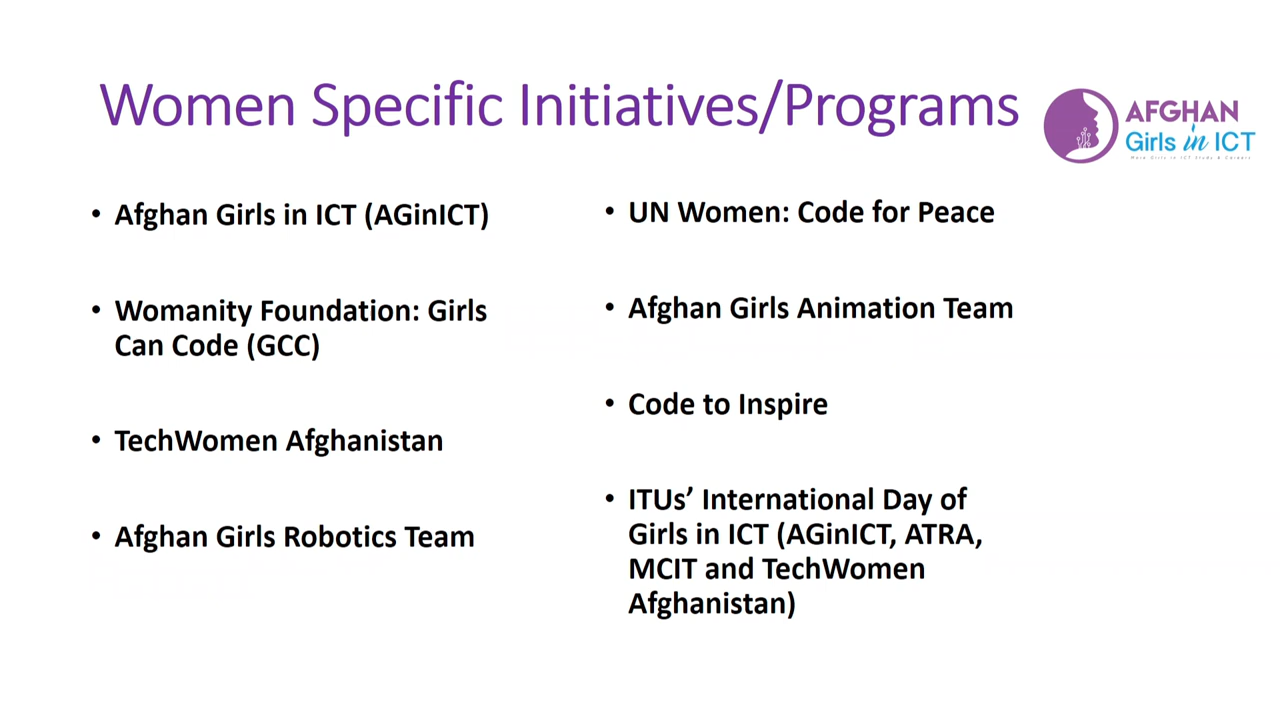 Women Specific Initiatives/Programs
AFGHAN
Girls in ICT
• Afghan Girls in ICT (AGinICT)
• Womanity Foundation: Girls
Can Code (GCC)
• TechWomen Afghanistan
• Afghan Girls Robotics Team
• UN Women: Code for Peace
• Afghan Girls Animation Team
• Code to Inspire
• ITUs’ International Day of
Girls in ICT (AGinICT, ATRA,
MCIT and TechWomen
Afghanistan)